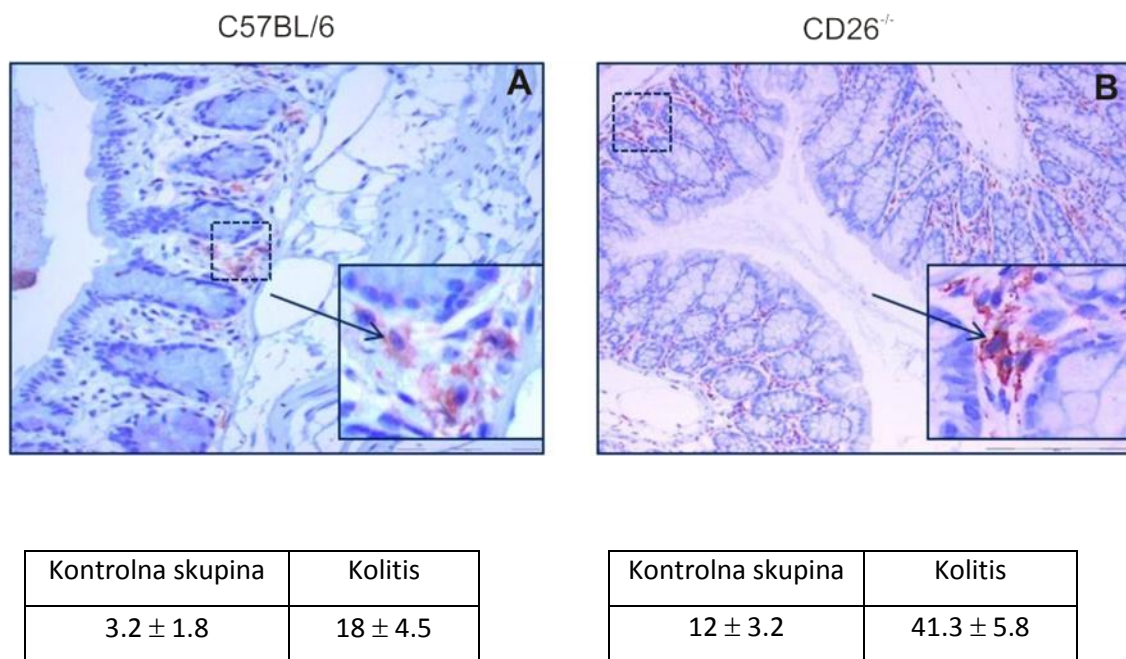 C57BL/6
CD26-/-
A
B
Kontrolna skupina Kolitis
3.2 ± 1.8 18 ± 4.5
Kontrolna skupina Kolitis
12 ± 3.2 41.3 ± 5.8